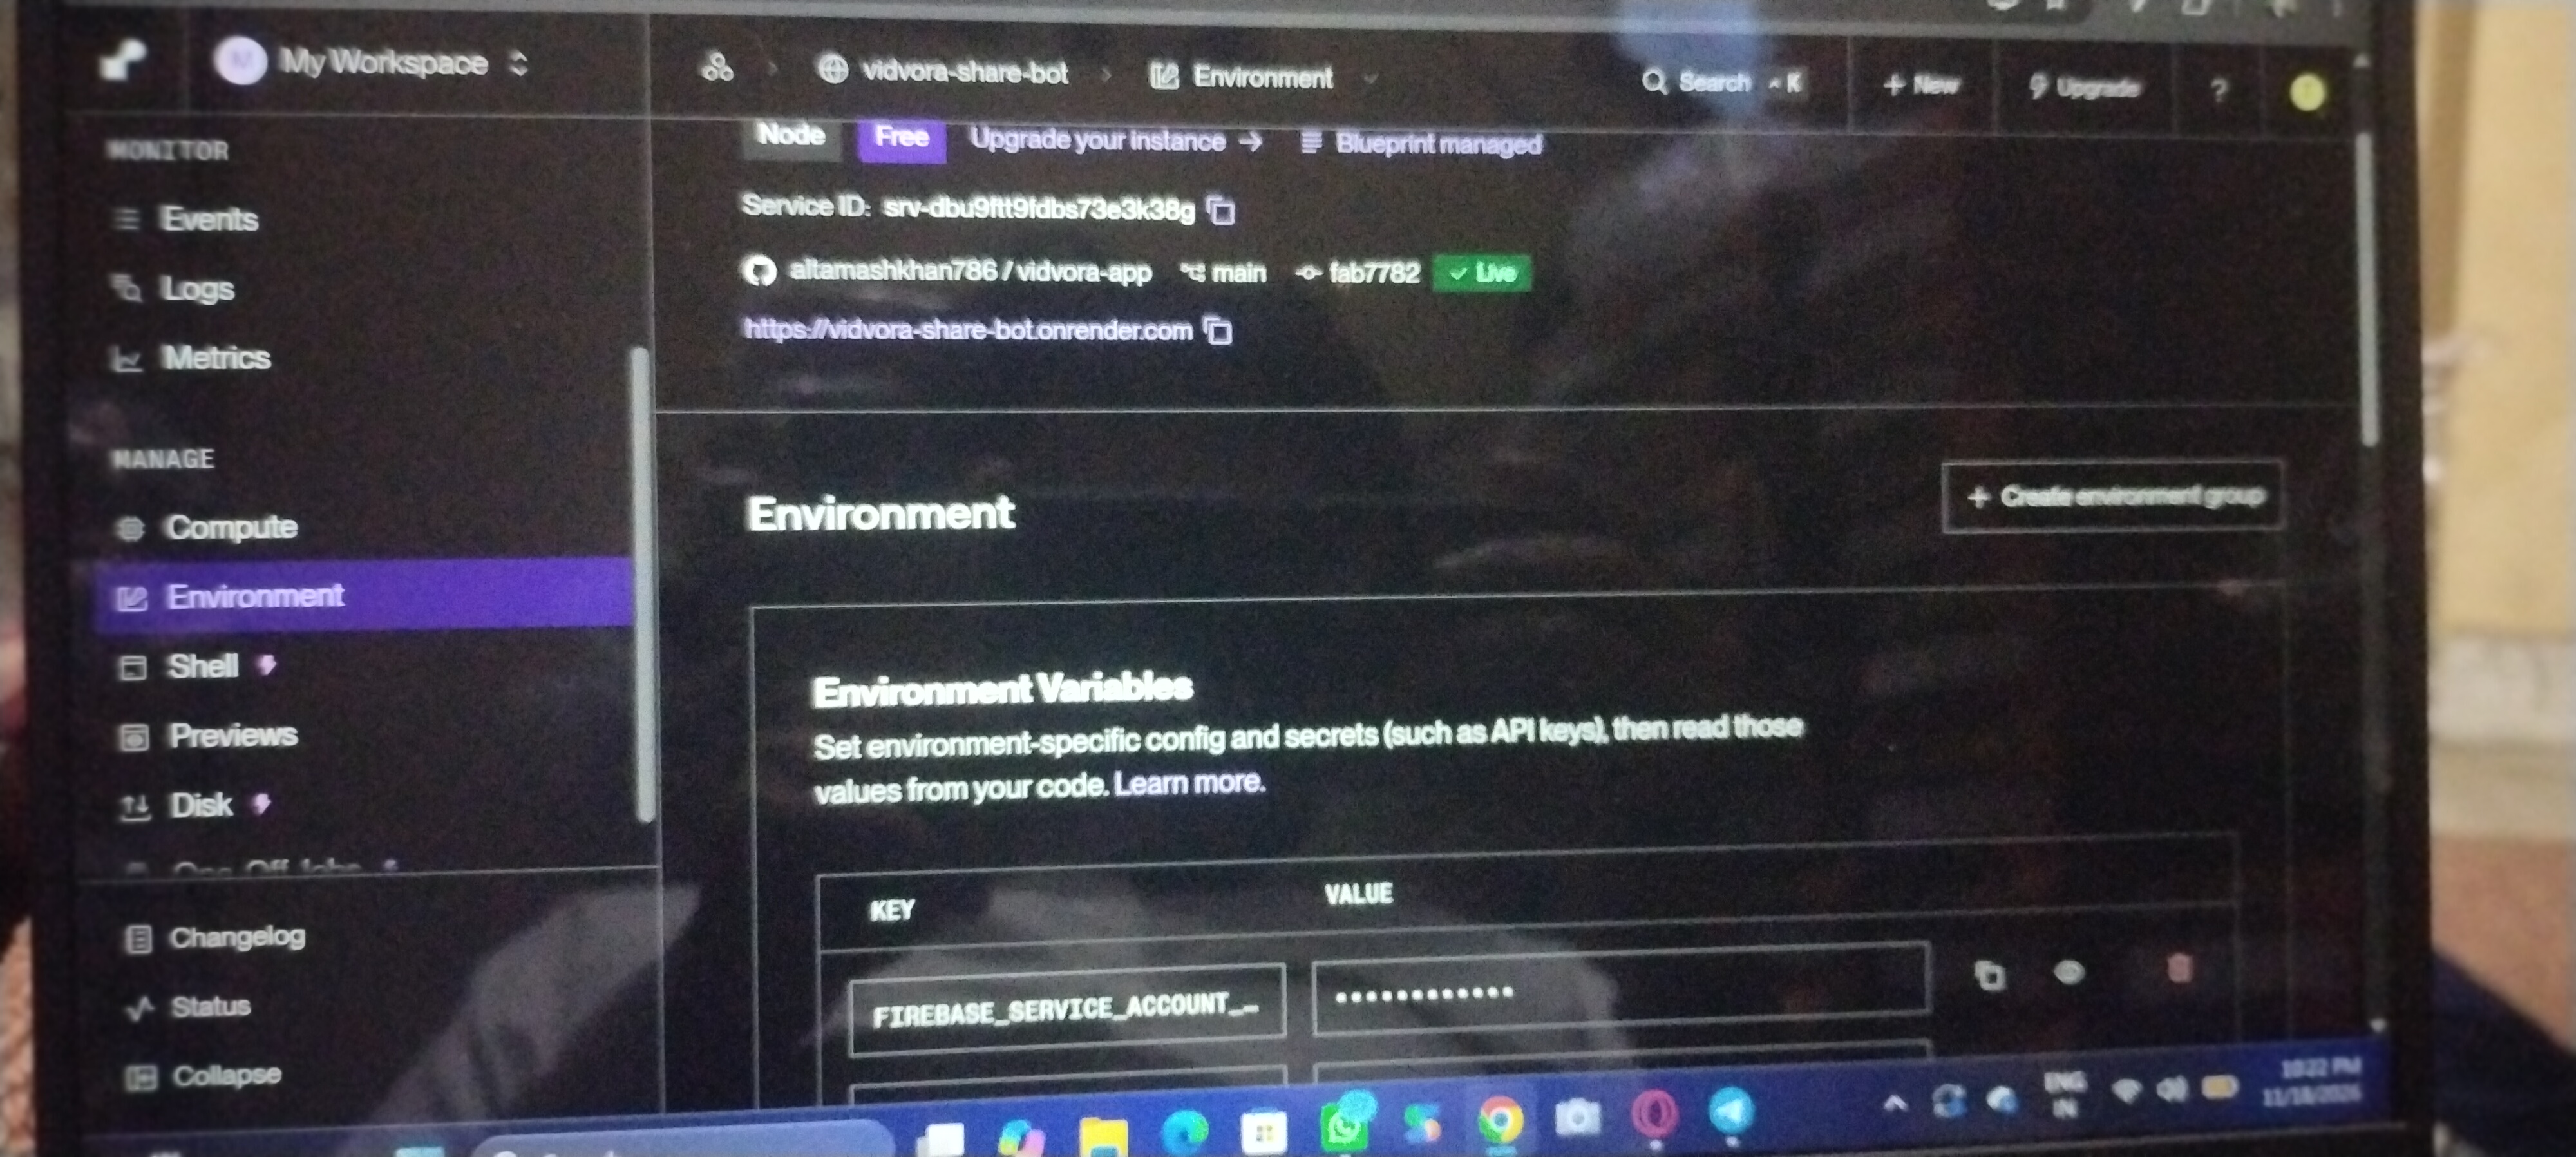 M My Workspace
vidvora-share-bot > Environment
Search K
+ New
Upgrade
?
MONITOR
Events
Logs
Metrics
MANAGE
Compute
Environment
Shell
Previews
Disk
Changelog
Status
Collapse
Node Free Upgrade your instance → Blueprint managed
Service ID: srv-dbu9ftt9fdbs73e3k38g
altamashkhan786 / vidvora-app main fab7782 Live
https://vidvora-share-bot.onrender.com
Environment
+ Create environment group
Environment Variables
Set environment-specific config and secrets (such as API keys), then read those
values from your code. Learn more.
KEY VALUE
FIREBASE_SERVICE_ACCOUNT_… ••••••••••••
ENG
IN
10:22 PM